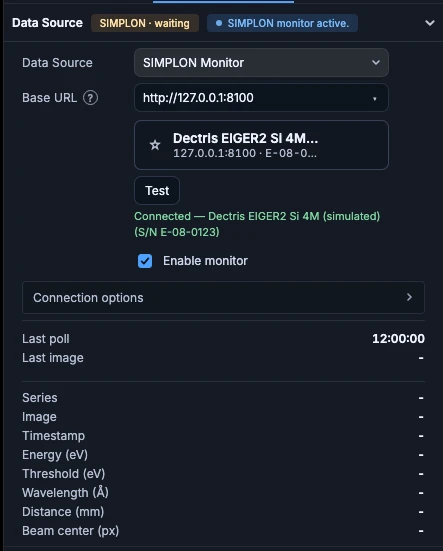 Data Source SIMPLON · waiting SIMPLON monitor active.
Data Source SIMPLON Monitor
Base URL ? http://127.0.0.1:8100
☆ Dectris EIGER2 Si 4M...
127.0.0.1:8100 · E-08-0...
Test
Connected — Dectris EIGER2 Si 4M (simulated)
(S/N E-08-0123)
Enable monitor
Connection options
Last poll 12:00:00
Last image -
Series -
Image -
Timestamp -
Energy (eV) -
Threshold (eV) -
Wavelength (Å) -
Distance (mm) -
Beam center (px) -